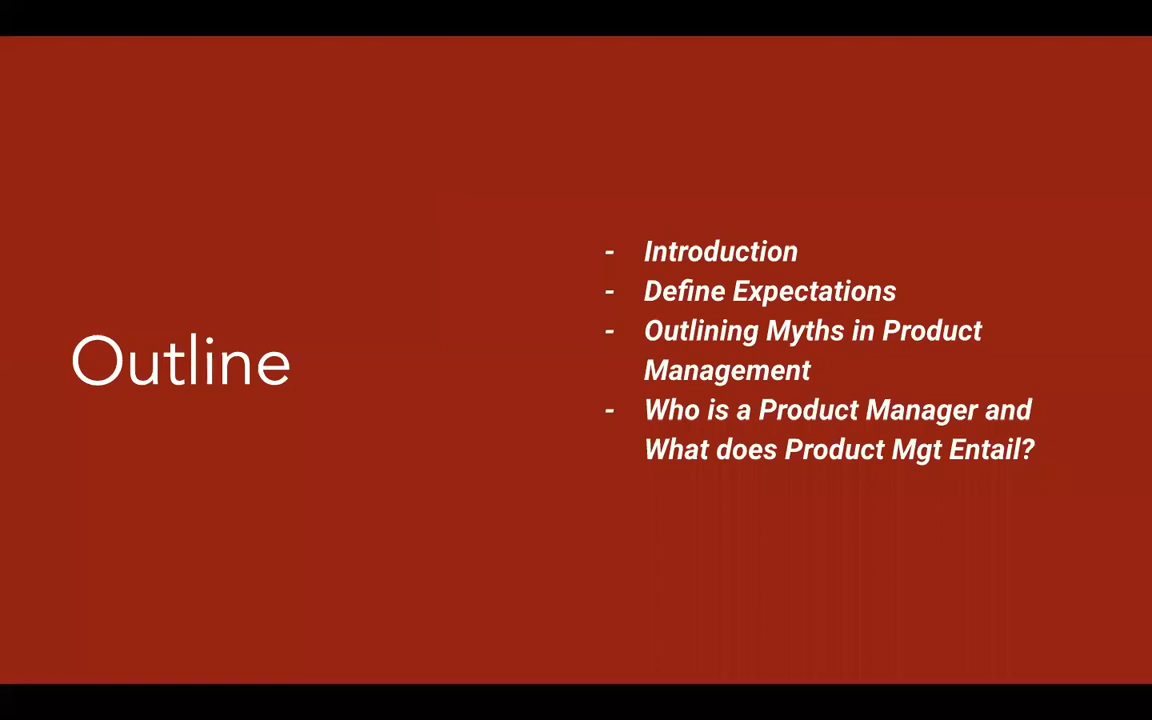 Outline
- Introduction
- Define Expectations
- Outlining Myths in Product
Management
- Who is a Product Manager and
What does Product Mgt Entail?